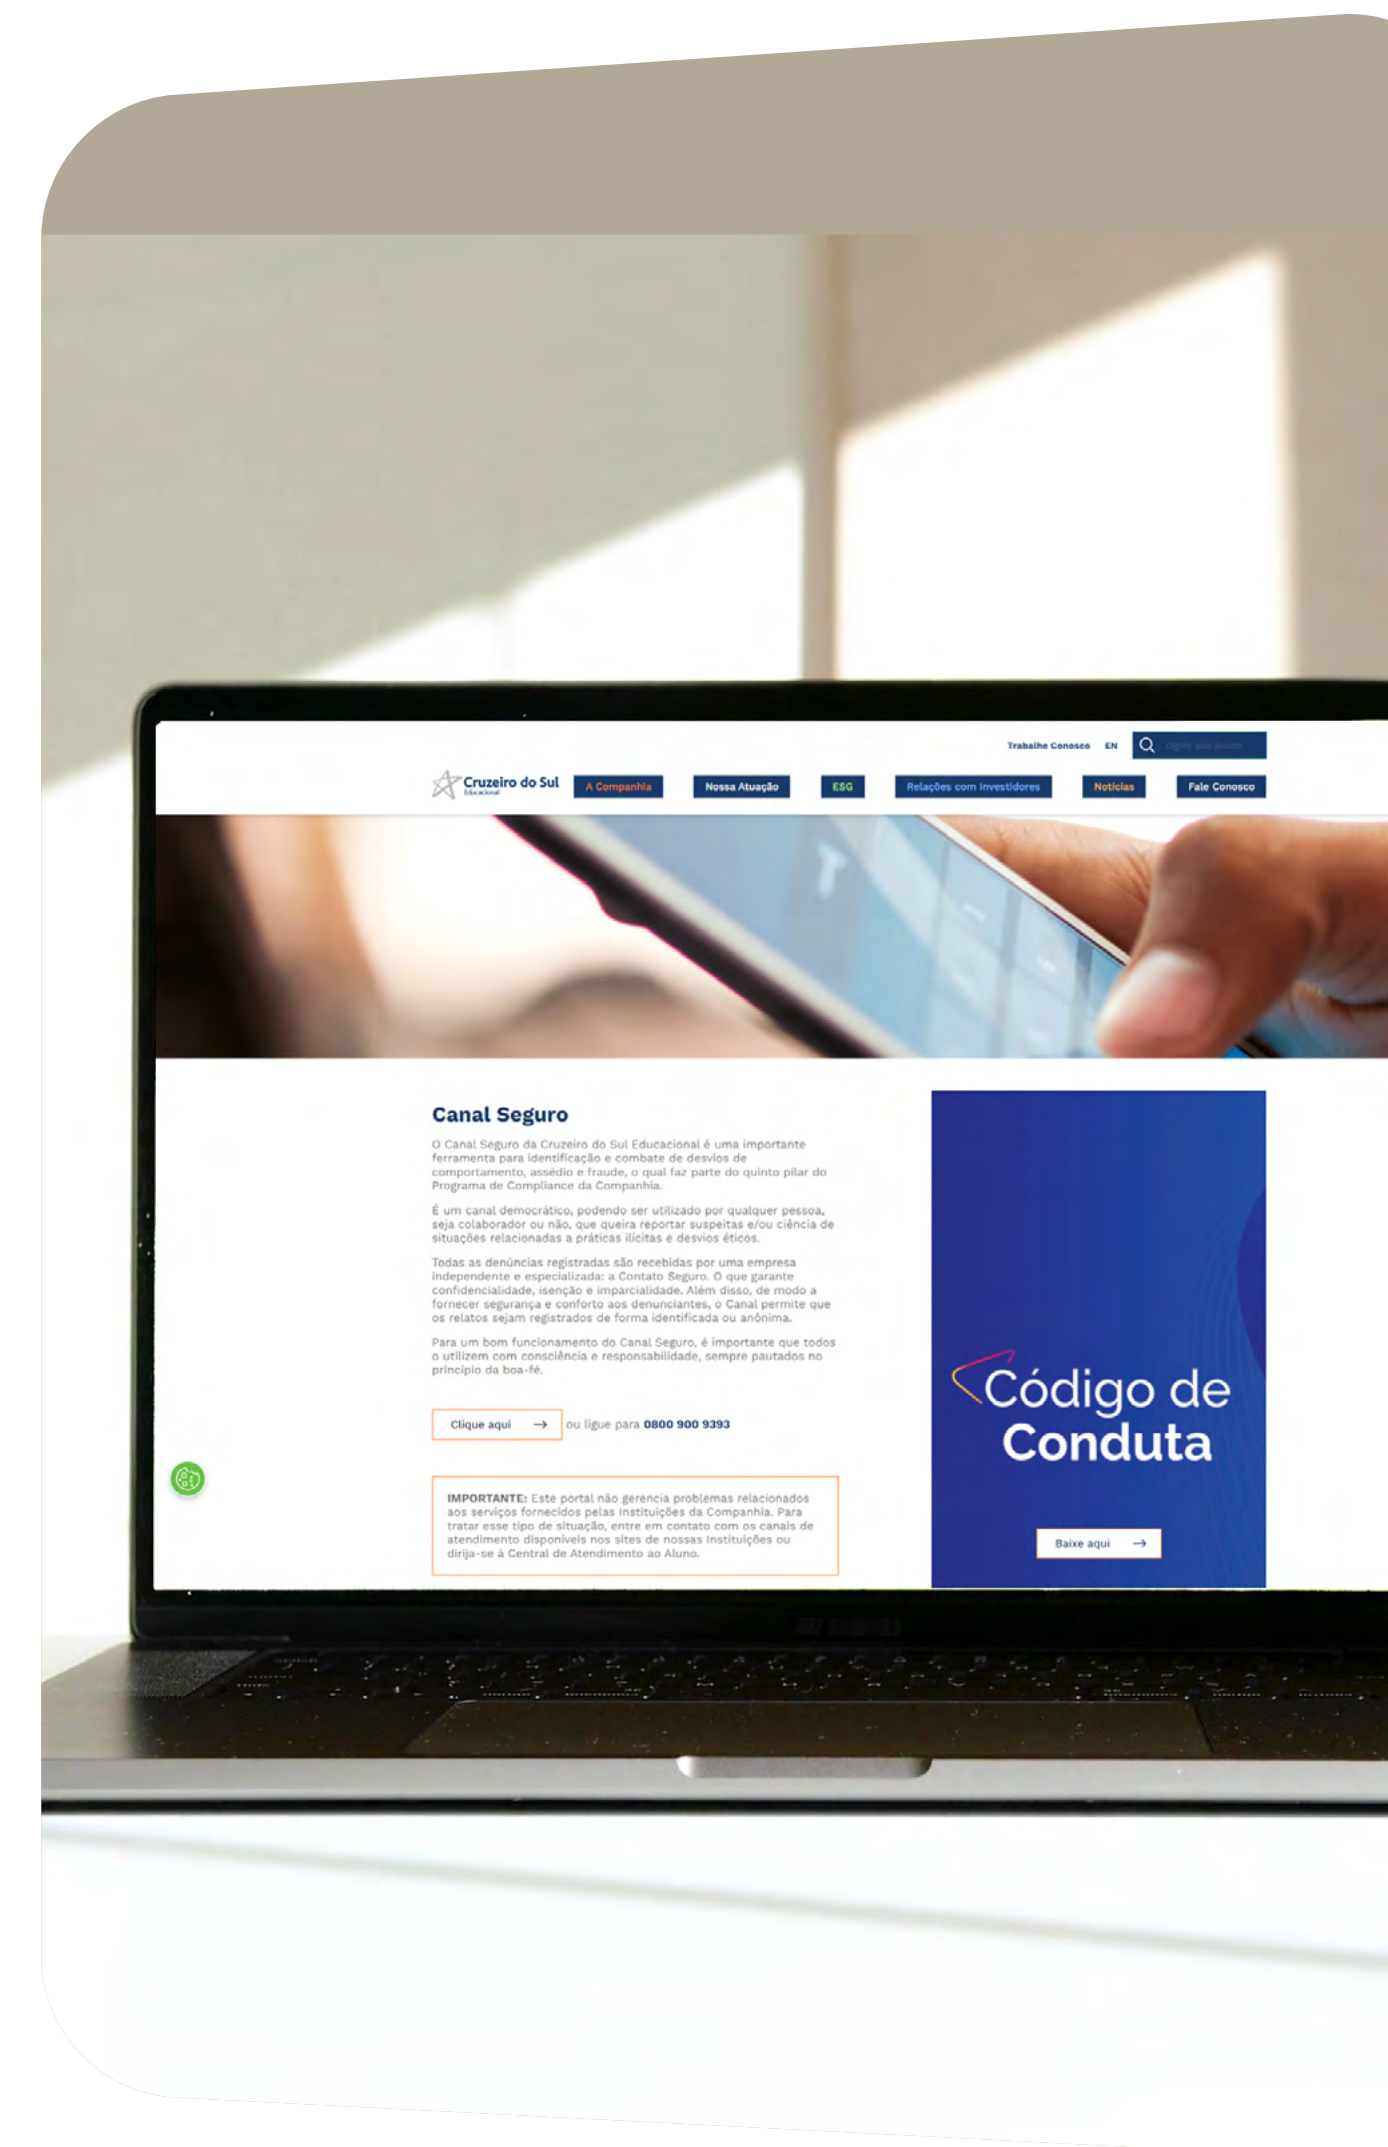 Trabalhe Conosco EN
Cruzeiro do Sul
Educacional
A Companhia Nossa Atuação ESG Relações com Investidores Notícias Fale Conosco
Canal Seguro
O Canal Seguro da Cruzeiro do Sul Educacional é uma importante
ferramenta para identificação e combate de desvios de
comportamento, assédio e fraude, o qual faz parte do quinto pilar do
Programa de Compliance da Companhia.
É um canal democrático, podendo ser utilizado por qualquer pessoa,
seja colaborador ou não, que queira reportar suspeitas e/ou ciência de
situações relacionadas a práticas ilícitas e desvios éticos.
Todas as denúncias registradas são recebidas por uma empresa
independente e especializada: a Contato Seguro. O que garante
confidencialidade, isenção e imparcialidade. Além disso, de modo a
fornecer segurança e conforto aos denunciantes, o Canal permite que
os relatos sejam registrados de forma identificada ou anônima.
Para um bom funcionamento do Canal Seguro, é importante que todos
o utilizem com consciência e responsabilidade, sempre pautados no
princípio da boa-fé.
Clique aqui → ou ligue para 0800 900 9393
IMPORTANTE: Este portal não gerencia problemas relacionados
aos serviços fornecidos pelas Instituições da Companhia. Para
tratar esse tipo de situação, entre em contato com os canais de
atendimento disponíveis nos sites de nossas Instituições ou
dirija-se à Central de Atendimento ao Aluno.
Código de
Conduta
Baixe aqui →